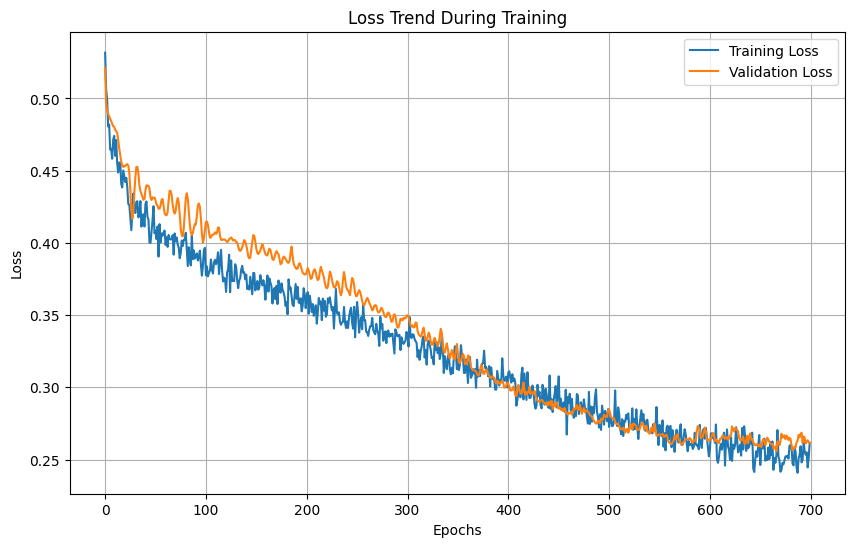 Loss Trend During Training
Training Loss
Validation Loss
0.50
0.45
0.40
0.35
0.30
0.25
Loss
0 100 200 300 400 500 600 700
Epochs